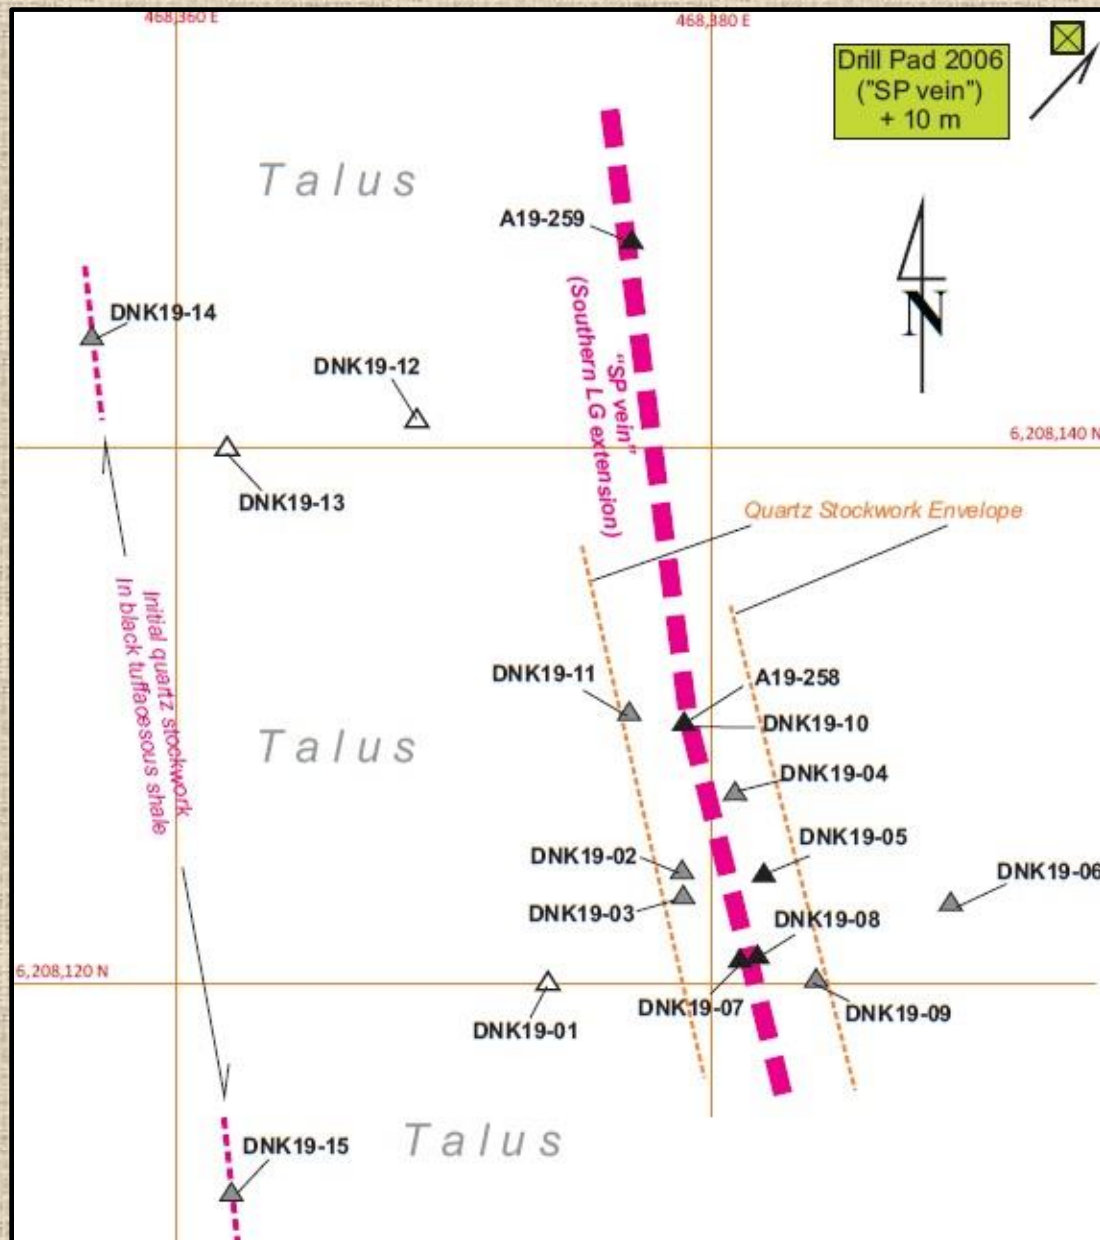 468,360 E
468,380 E
Drill Pad 2006
("SP vein")
+ 10 m
Talus
A19-259
N
"SP vein"
(Southern LG extension)
DNK19-14
DNK19-12
6,208,140 N
DNK19-13
Quartz Stockwork Envelope
Initial quartz stockwork
In black tuffaoesous shale
DNK19-11
A19-258
DNK19-10
Talus
DNK19-04
DNK19-05
DNK19-02
DNK19-06
DNK19-03
DNK19-08
6,208,120 N
DNK19-07
DNK19-09
DNK19-01
Talus
DNK19-15